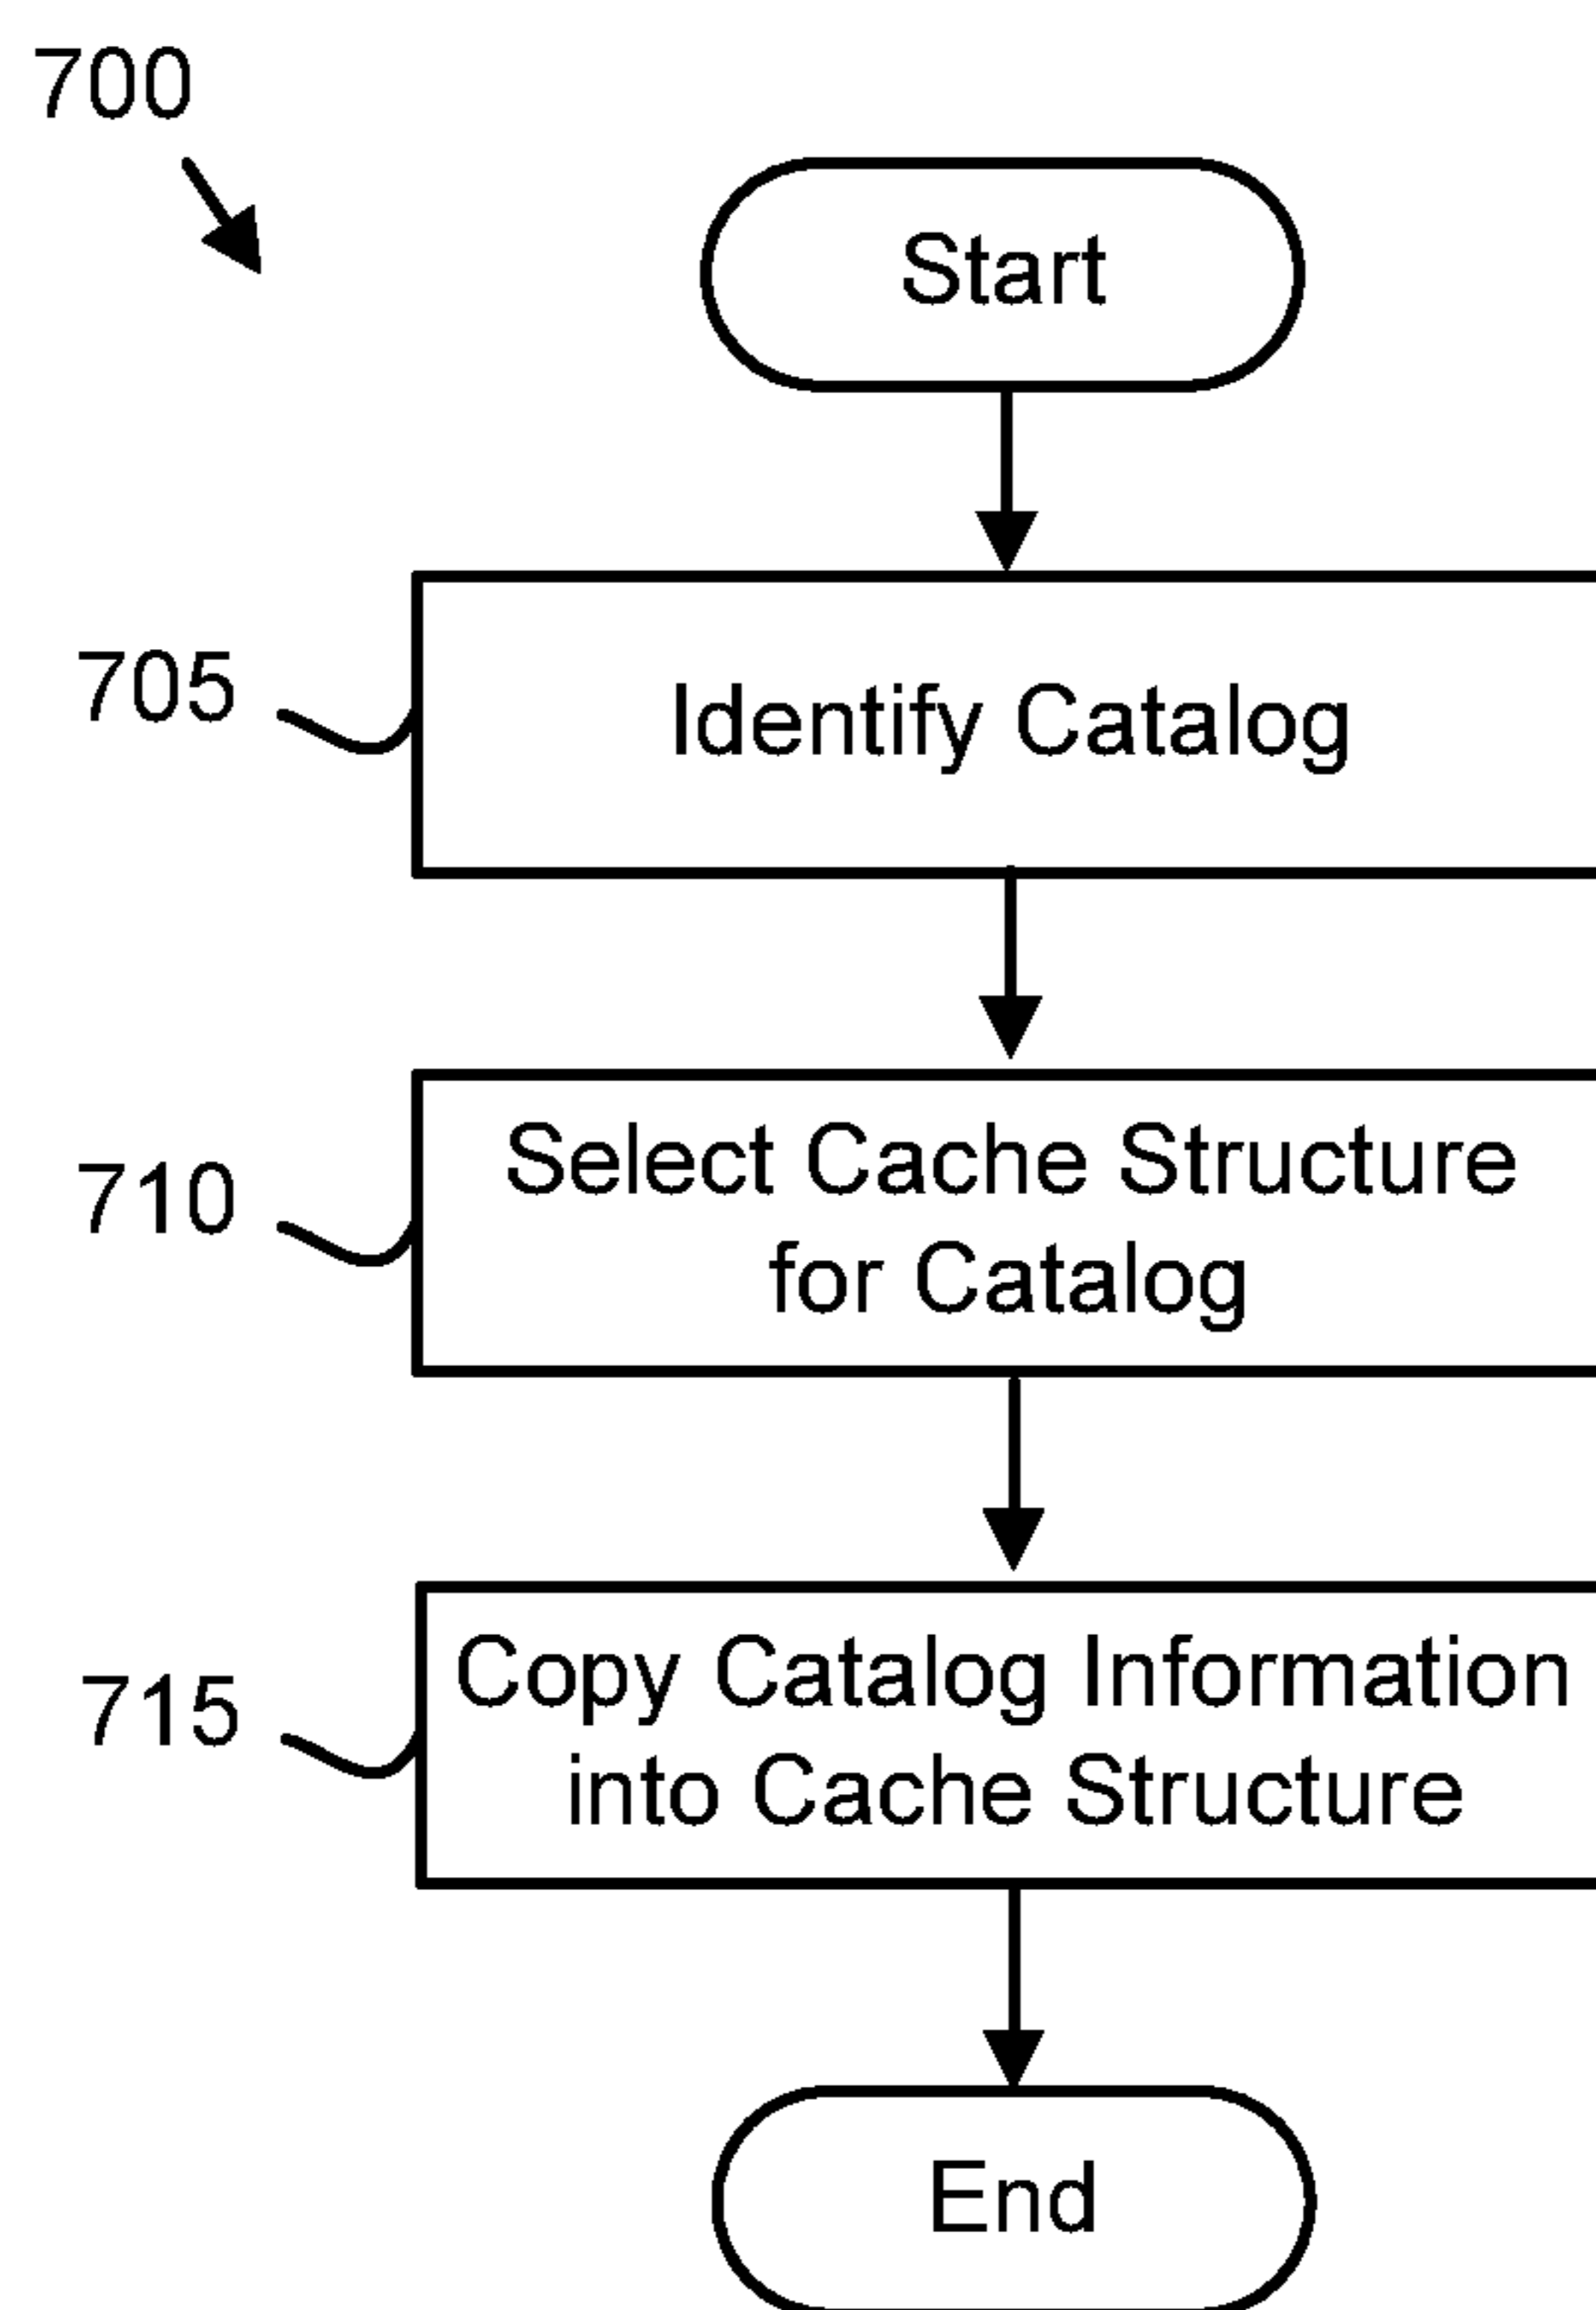 700
Start
705
Identify Catalog
710
Select Cache Structure
for Catalog
715
Copy Catalog Information
into Cache Structure
End